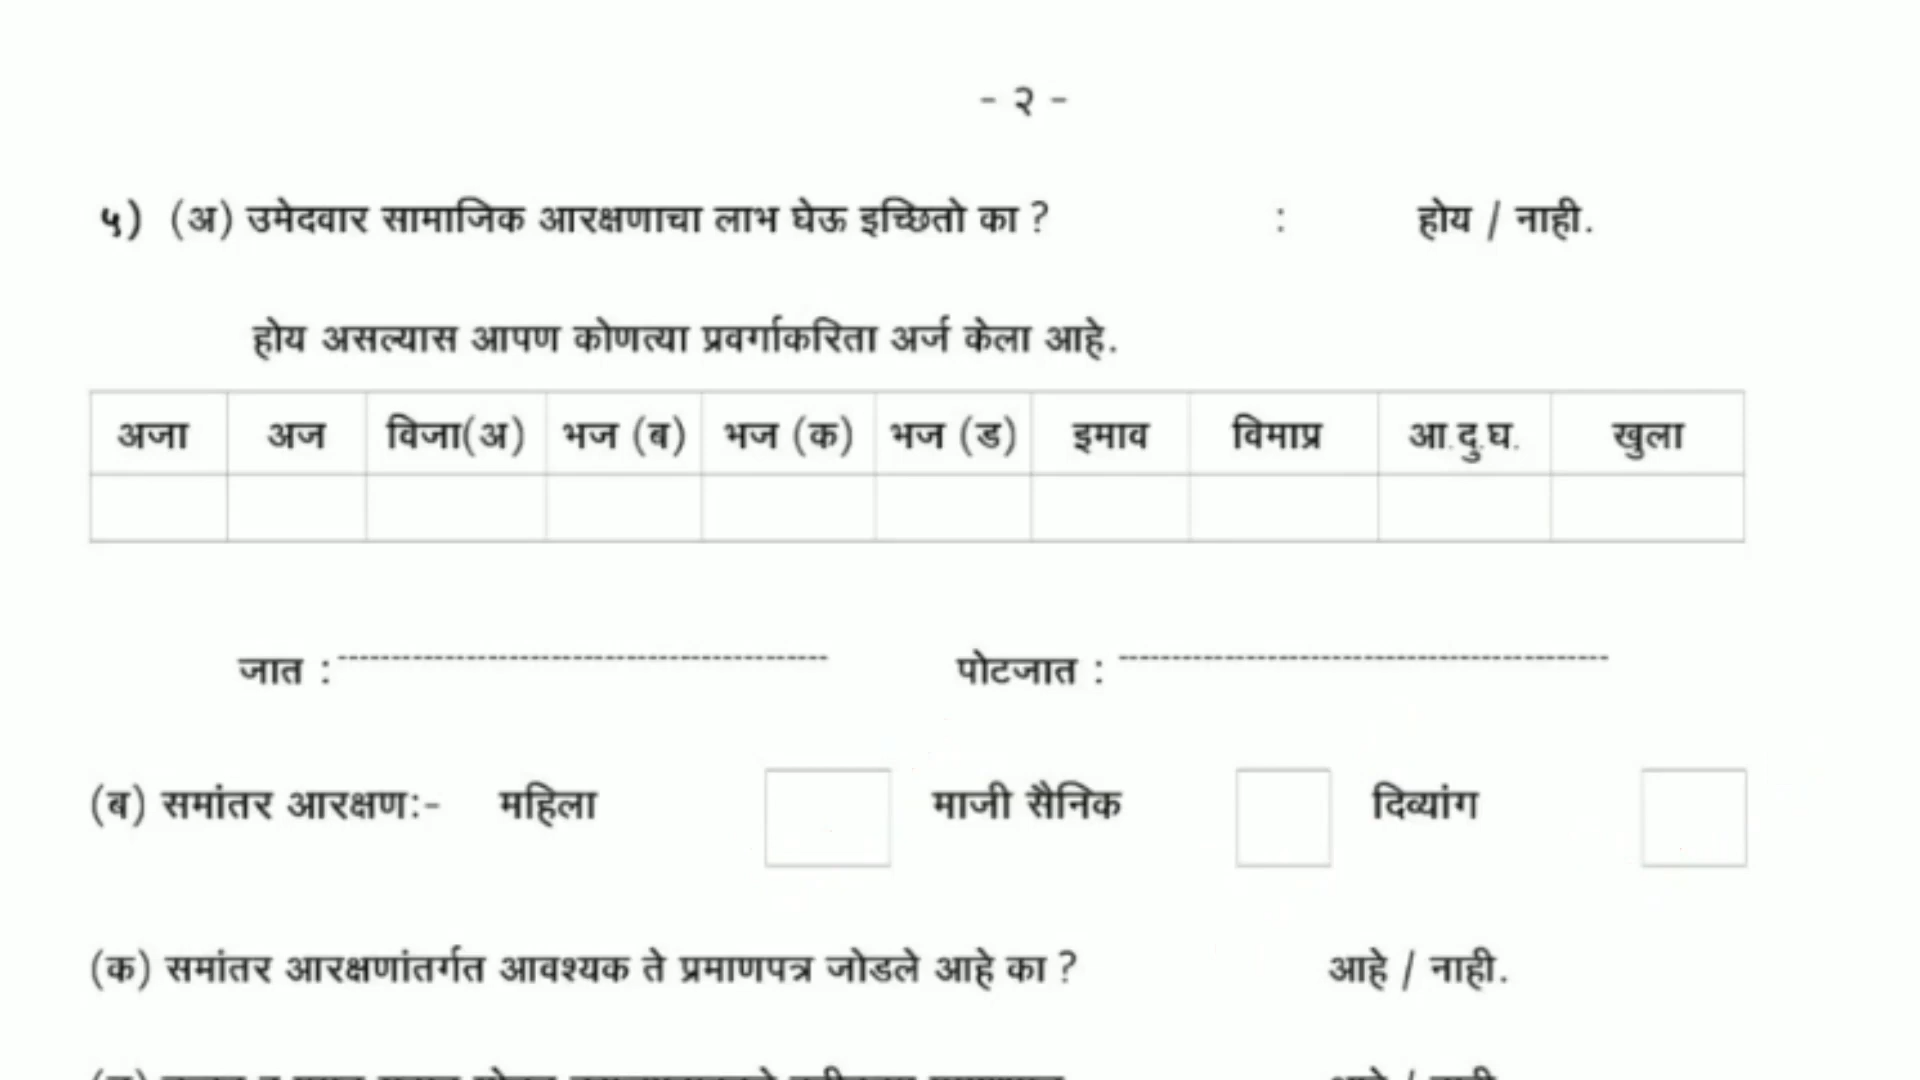 - २ -
५) (अ) उमेदवार सामाजिक आरक्षणाचा लाभ घेऊ इच्छितो का ? : होय / नाही.
होय असल्यास आपण कोणत्या प्रवर्गाकरिता अर्ज केला आहे.
अजा अज विजा(अ) भज (ब) भज (क) भज (ड) इमाव विमाप्र आ.दु.घ. खुला
जात : पोटजात :
(ब) समांतर आरक्षण:- महिला माजी सैनिक दिव्यांग
(क) समांतर आरक्षणांतर्गत आवश्यक ते प्रमाणपत्र जोडले आहे का ? आहे / नाही.